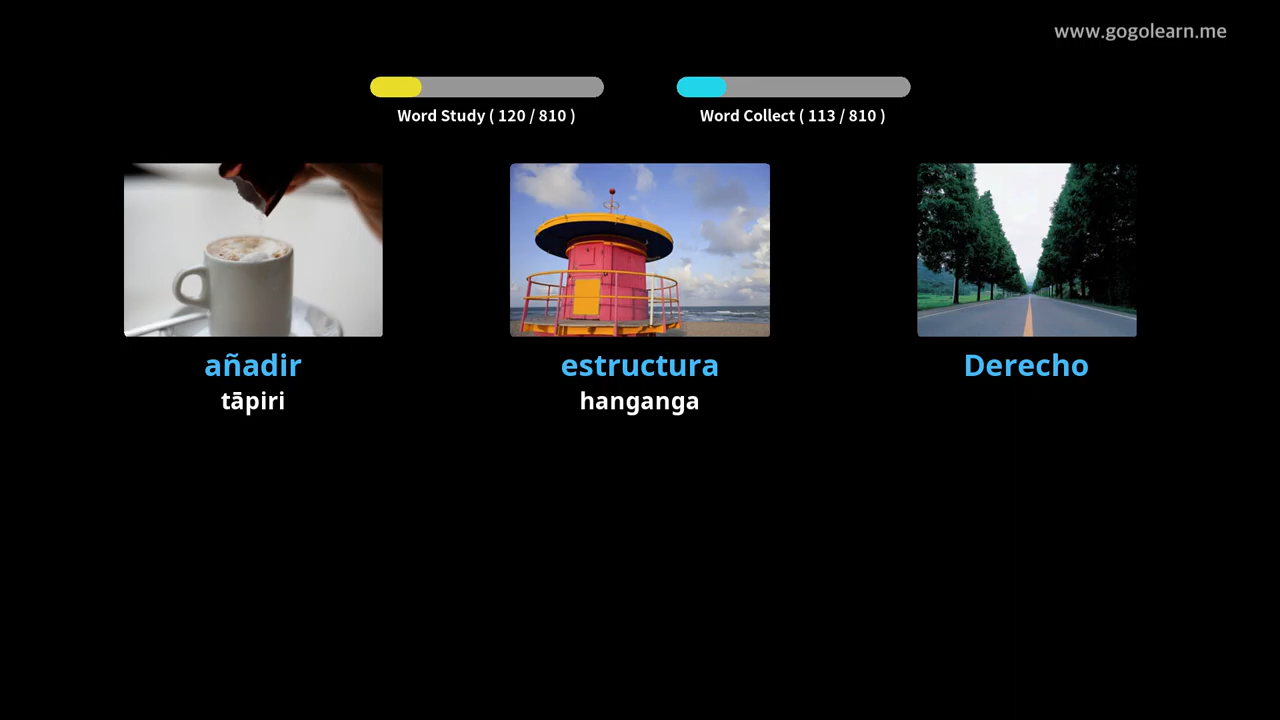 www.gogolearn.me
Word Study ( 120 / 810 )
Word Collect ( 113 / 810 )
añadir
tāpiri
estructura
hanganga
Derecho